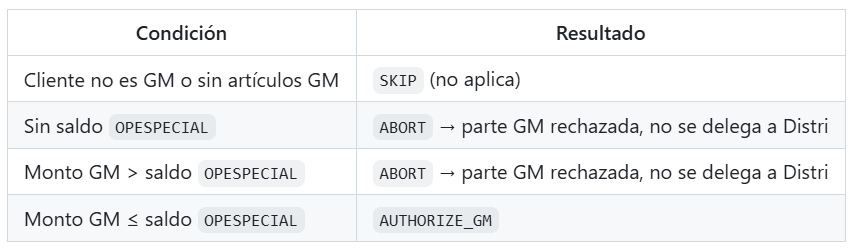 Condición Resultado
Cliente no es GM o sin artículos GM SKIP (no aplica)
Sin saldo OPESPECIAL ABORT → parte GM rechazada, no se delega a Distri
Monto GM > saldo OPESPECIAL ABORT → parte GM rechazada, no se delega a Distri
Monto GM ≤ saldo OPESPECIAL AUTHORIZE_GM